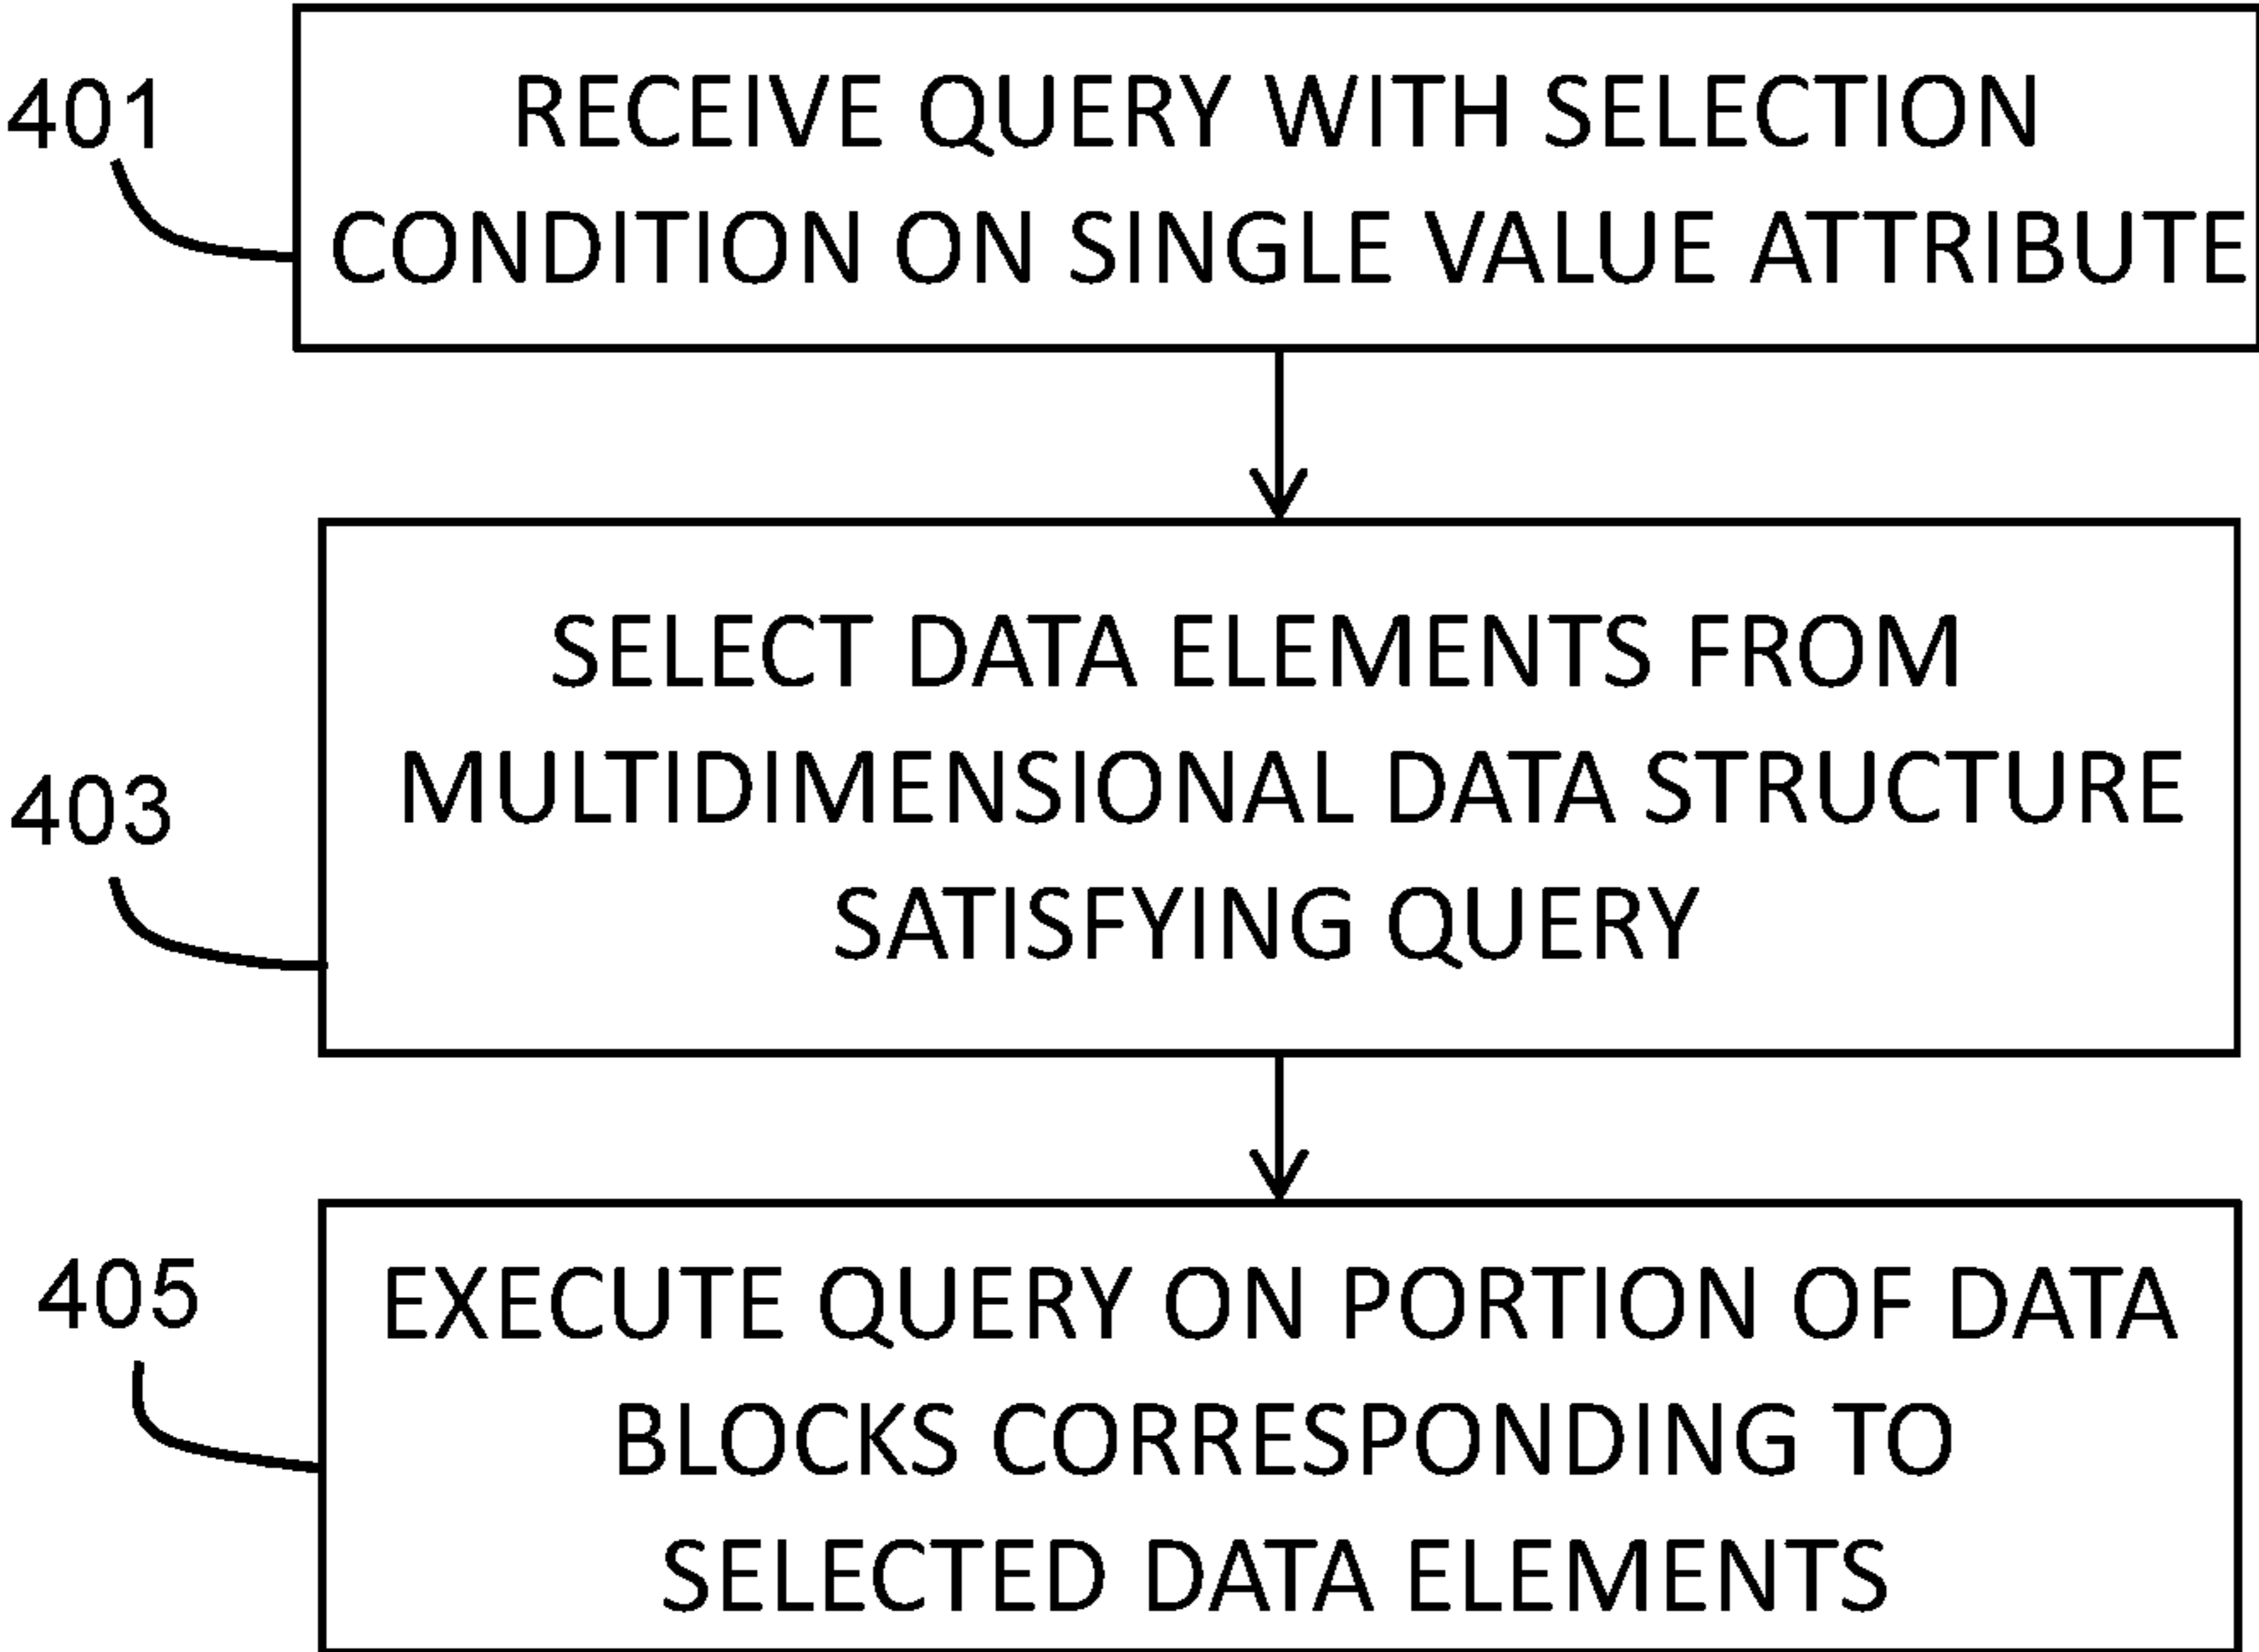 401
RECEIVE QUERY WITH SELECTION
CONDITION ON SINGLE VALUE ATTRIBUTE
SELECT DATA ELEMENTS FROM
MULTIDIMENSIONAL DATA STRUCTURE
403
SATISFYING QUERY
405
EXECUTE QUERY ON PORTION OF DATA
BLOCKS CORRESPONDING TO
SELECTED DATA ELEMENTS